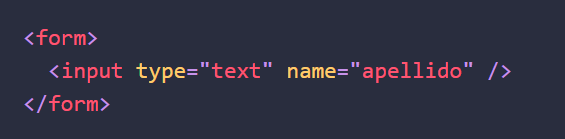 <form>
  <input type="text" name="apellido" />
</form>